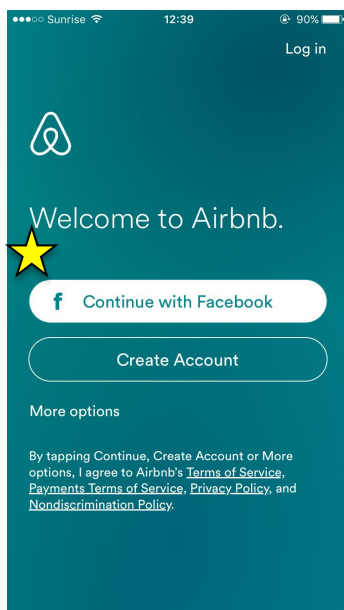 Sunrise 12:39 90%
Log in
Welcome to Airbnb.
f Continue with Facebook
Create Account
More options
By tapping Continue, Create Account or More
options, I agree to Airbnb's Terms of Service,
Payments Terms of Service, Privacy Policy, and
Nondiscrimination Policy.